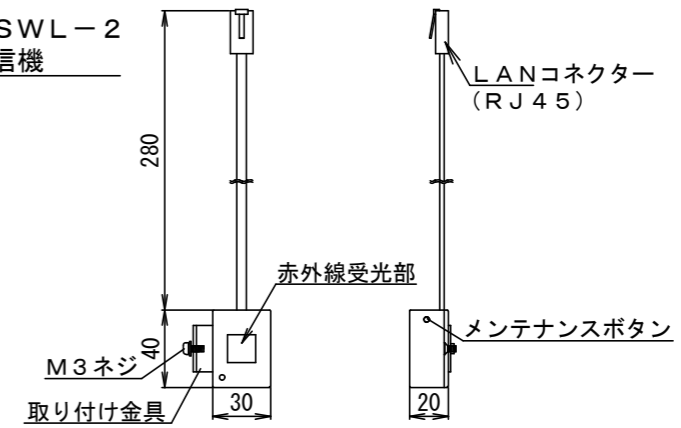 SWL－2
信機
LANコネクター
(RJ45)
280
赤外線受光部
メンテナンスボタン
40
M3ネジ
取り付け金具
30
20